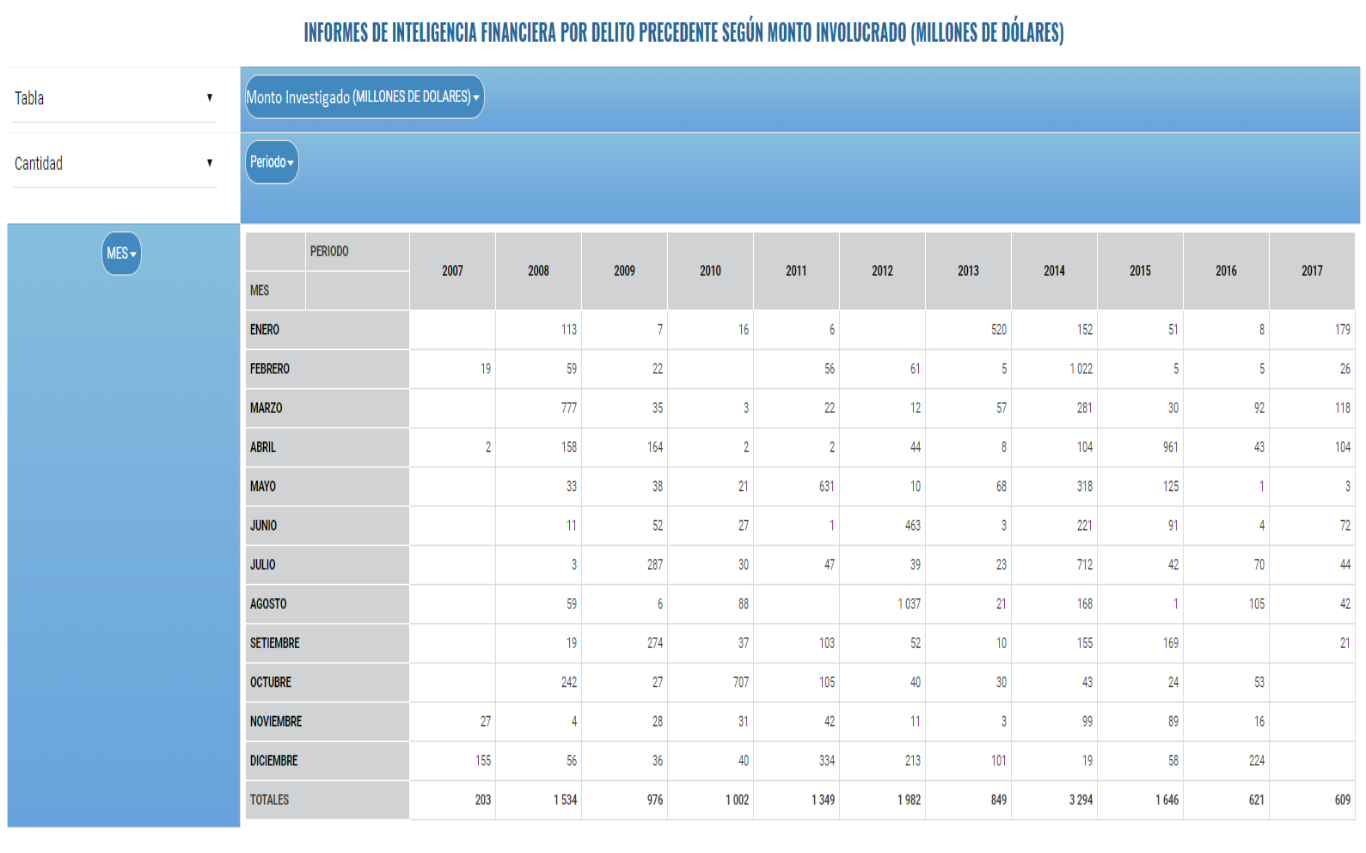 INFORMES DE INTELIGENCIA FINANCIERA POR DELITO PRECEDENTE SEGÚN MONTO INVOLUCRADO (MILLONES DE DÓLARES)
Tabla ▼ Monto Investigado (MILLONES DE DOLARES)
Cantidad ▼ Periodo
MES
PERIODO
MES
2007 2008 2009 2010 2011 2012 2013 2014 2015 2016 2017
ENERO 113 7 16 6 520 152 51 8 179
FEBRERO 19 59 22 56 61 5 1 022 5 5 26
MARZO 777 35 3 22 12 57 281 30 92 118
ABRIL 2 158 164 2 2 44 8 104 961 43 104
MAYO 33 38 21 631 10 68 318 125 1 3
JUNIO 11 52 27 1 463 3 221 91 4 72
JULIO 3 287 30 47 39 23 712 42 70 44
AGOSTO 59 6 88 1 037 21 168 1 105 42
SETIEMBRE 19 274 37 103 52 10 155 169 21
OCTUBRE 242 27 707 105 40 30 43 24 53
NOVIEMBRE 27 4 28 31 42 11 3 99 89 16
DICIEMBRE 155 56 36 40 334 213 101 19 58 224
TOTALES 203 1 534 976 1 002 1 349 1 982 849 3 294 1 646 621 609